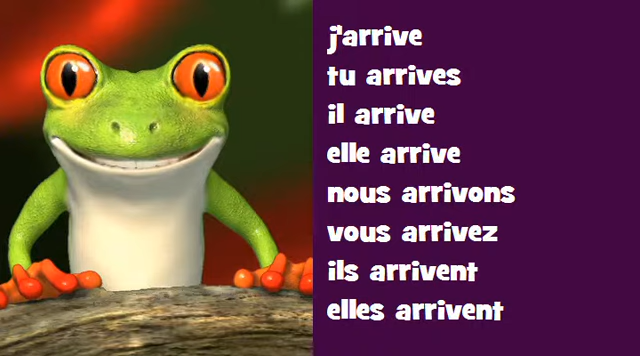 j'arrive
tu arrives
il arrive
elle arrive
nous arrivons
vous arrivez
ils arrivent
elles arrivent